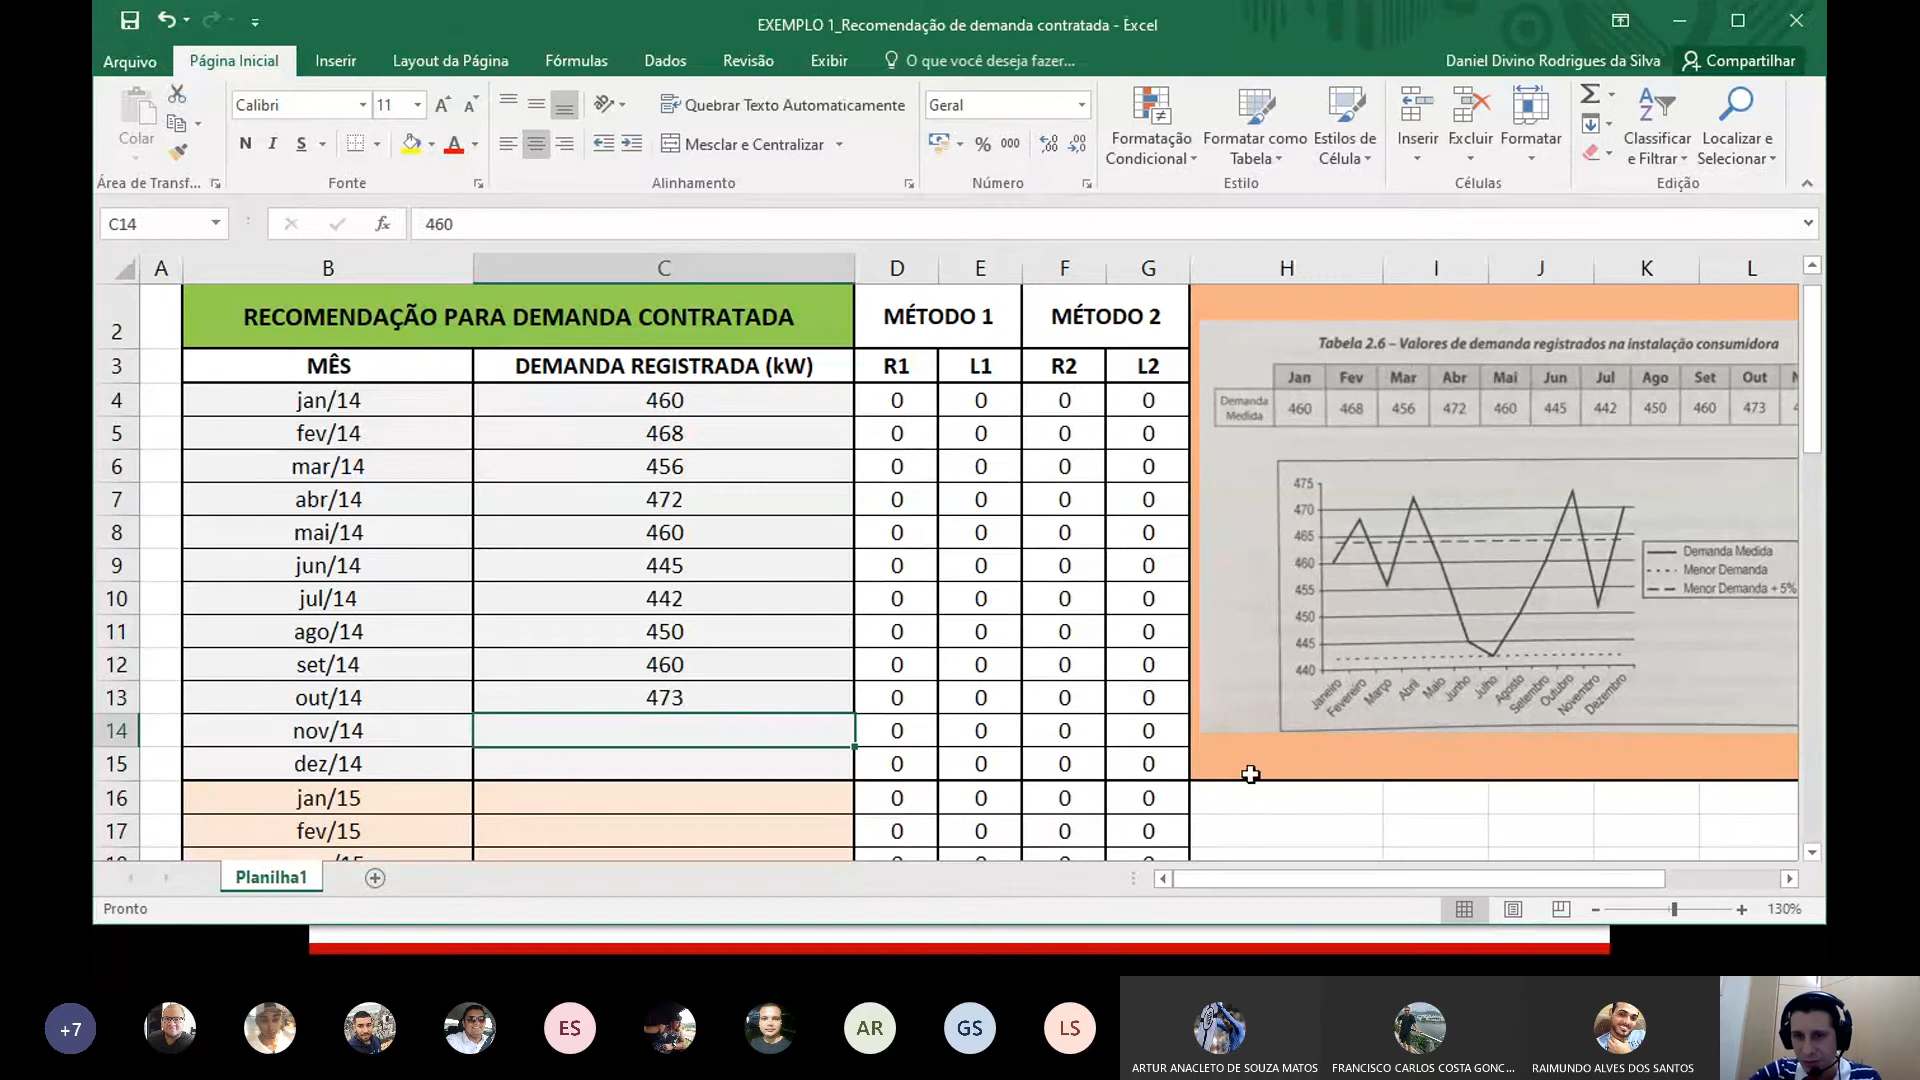 EXEMPLO 1_Recomendação de demanda contratada - Excel
Arquivo Página Inicial Inserir Layout da Página Fórmulas Dados Revisão Exibir O que você deseja fazer... Daniel Divino Rodrigues da Silva Compartilhar
Colar
Calibri 11
N I S
Quebrar Texto Automaticamente
Mesclar e Centralizar
Geral
% 000
Formatação Condicional
Formatar como Tabela
Estilos de Célula
Inserir Excluir Formatar
Classificar e Filtrar
Localizar e Selecionar
Área de Transf... Fonte Alinhamento Número Estilo Células Edição
C14 fx 460
A B C D E F G H I J K L
2 RECOMENDAÇÃO PARA DEMANDA CONTRATADA MÉTODO 1 MÉTODO 2
3 MÊS DEMANDA REGISTRADA (kW) R1 L1 R2 L2
4 jan/14 460 0 0 0 0
5 fev/14 468 0 0 0 0
6 mar/14 456 0 0 0 0
7 abr/14 472 0 0 0 0
8 mai/14 460 0 0 0 0
9 jun/14 445 0 0 0 0
10 jul/14 442 0 0 0 0
11 ago/14 450 0 0 0 0
12 set/14 460 0 0 0 0
13 out/14 473 0 0 0 0
14 nov/14 0 0 0 0
15 dez/14 0 0 0 0
16 jan/15 0 0 0 0
17 fev/15 0 0 0 0
Tabela 2.6 – Valores de demanda registrados na instalação consumidora
Jan Fev Mar Abr Mai Jun Jul Ago Set Out
Demanda Medida 460 468 456 472 460 445 442 450 460 473
475
470
465
460
455
450
445
440
Janeiro Fevereiro Março Abril Maio Junho Julho Agosto Setembro Outubro Novembro Dezembro
Demanda Medida
Menor Demanda
Menor Demanda + 5%
Planilha1
Pronto
130%
+7 ES AR GS LS
ARTUR ANACLETO DE SOUZA MATOS
FRANCISCO CARLOS COSTA GONC...
RAIMUNDO ALVES DOS SANTOS